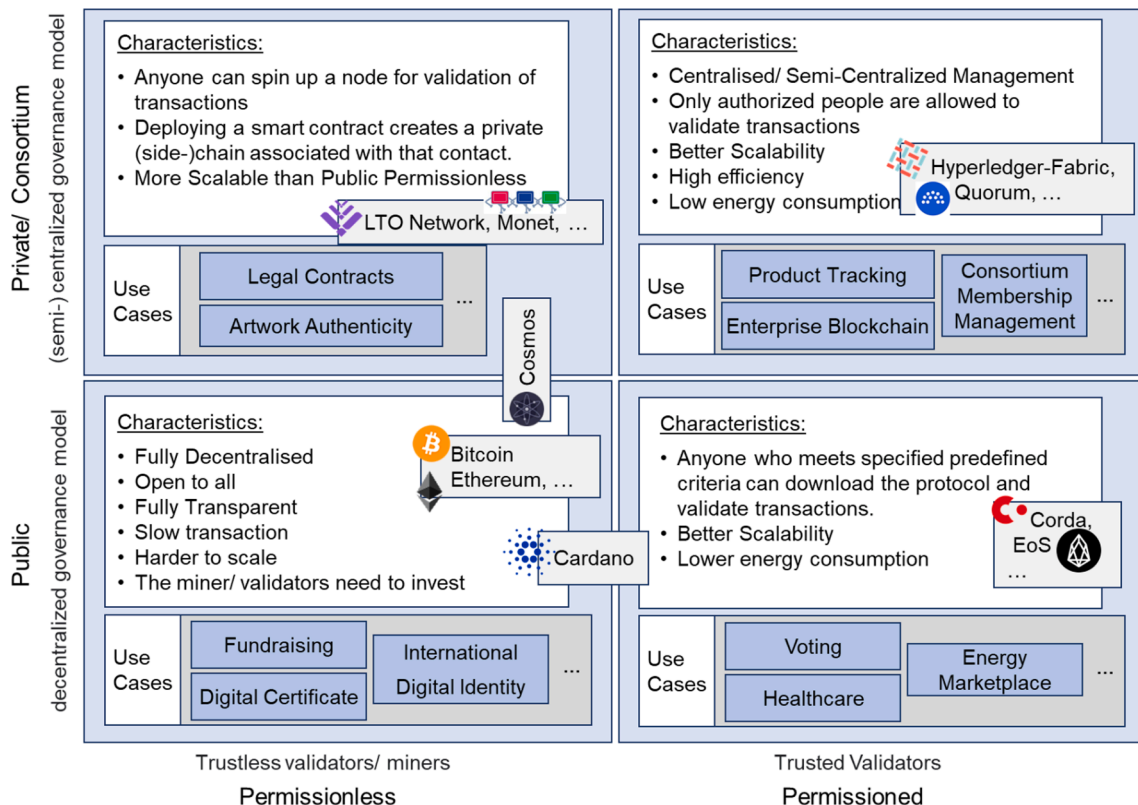 Private/ Consortium
(semi-) centralized governance model
Characteristics:
• Anyone can spin up a node for validation of
transactions
• Deploying a smart contract creates a private
(side-)chain associated with that contact.
• More Scalable than Public Permissionless
LTO Network, Monet, …
Use
Cases
Legal Contracts
Artwork Authenticity
...
Characteristics:
• Centralised/ Semi-Centralized Management
• Only authorized people are allowed to
validate transactions
• Better Scalability
• High efficiency
• Low energy consumption
Hyperledger-Fabric,
Quorum, …
Use
Cases
Product Tracking
Enterprise Blockchain
Consortium
Membership
Management
...
Cosmos
Public
decentralized governance model
Characteristics:
• Fully Decentralised
• Open to all
• Fully Transparent
• Slow transaction
• Harder to scale
• The miner/ validators need to invest
Bitcoin
Ethereum, …
Cardano
Use
Cases
Fundraising
Digital Certificate
International
Digital Identity
...
Characteristics:
• Anyone who meets specified predefined
criteria can download the protocol and
validate transactions.
• Better Scalability
• Lower energy consumption
Corda,
EoS
…
Use
Cases
Voting
Healthcare
Energy
Marketplace
...
Trustless validators/ miners
Permissionless
Trusted Validators
Permissioned